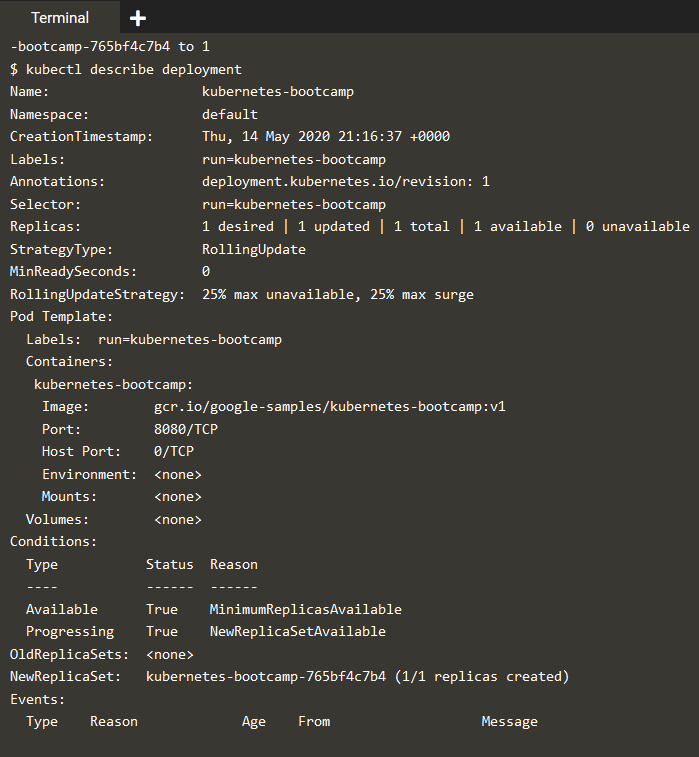 Terminal +
-bootcamp-765bf4c7b4 to 1
$ kubectl describe deployment
Name:                   kubernetes-bootcamp
Namespace:              default
CreationTimestamp:      Thu, 14 May 2020 21:16:37 +0000
Labels:                 run=kubernetes-bootcamp
Annotations:            deployment.kubernetes.io/revision: 1
Selector:               run=kubernetes-bootcamp
Replicas:               1 desired | 1 updated | 1 total | 1 available | 0 unavailable
StrategyType:           RollingUpdate
MinReadySeconds:        0
RollingUpdateStrategy:  25% max unavailable, 25% max surge
Pod Template:
  Labels:  run=kubernetes-bootcamp
  Containers:
   kubernetes-bootcamp:
    Image:        gcr.io/google-samples/kubernetes-bootcamp:v1
    Port:         8080/TCP
    Host Port:    0/TCP
    Environment:  <none>
    Mounts:       <none>
  Volumes:        <none>
Conditions:
  Type           Status  Reason
  ----           ------  ------
  Available      True    MinimumReplicasAvailable
  Progressing    True    NewReplicaSetAvailable
OldReplicaSets:  <none>
NewReplicaSet:   kubernetes-bootcamp-765bf4c7b4 (1/1 replicas created)
Events:
  Type    Reason             Age    From                   Message